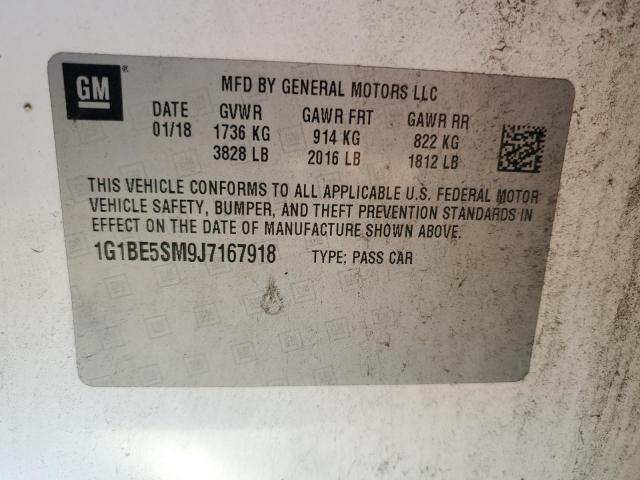 GM ®
MFD BY GENERAL MOTORS LLC
DATE GVWR GAWR FRT GAWR RR
01/18 1736 KG 914 KG 822 KG
3828 LB 2016 LB 1812 LB
THIS VEHICLE CONFORMS TO ALL APPLICABLE U.S. FEDERAL MOTOR
VEHICLE SAFETY, BUMPER, AND THEFT PREVENTION STANDARDS IN
EFFECT ON THE DATE OF MANUFACTURE SHOWN ABOVE.
1G1BE5SM9J7167918 TYPE: PASS CAR